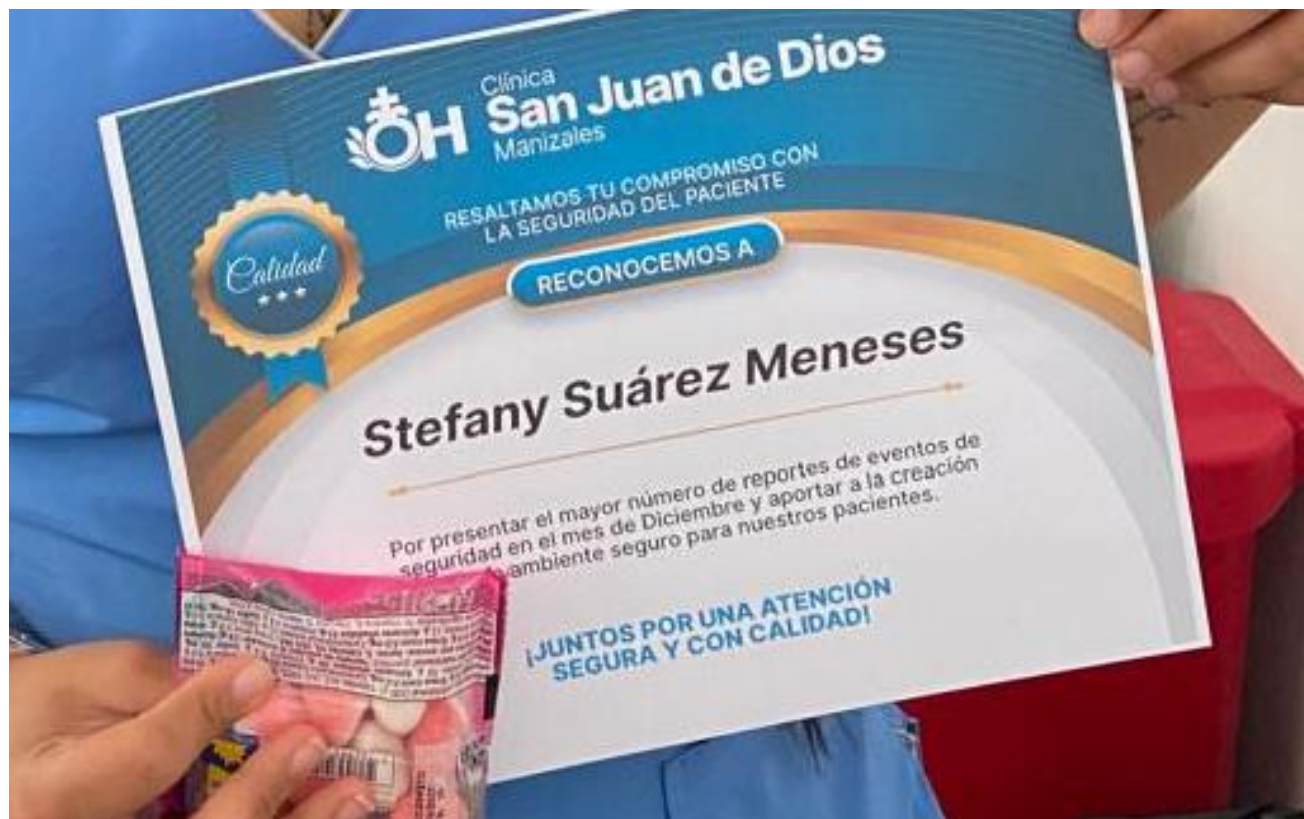 Clínica
OH San Juan de Dios
Manizales
RESALTAMOS TU COMPROMISO CON
LA SEGURIDAD DEL PACIENTE
Calidad
RECONOCEMOS A
Stefany Suárez Meneses
Por presentar el mayor número de reportes de eventos de
seguridad en el mes de Diciembre y aportar a la creación
ambiente seguro para nuestros pacientes.
¡JUNTOS POR UNA ATENCIÓN
SEGURA Y CON CALIDAD!